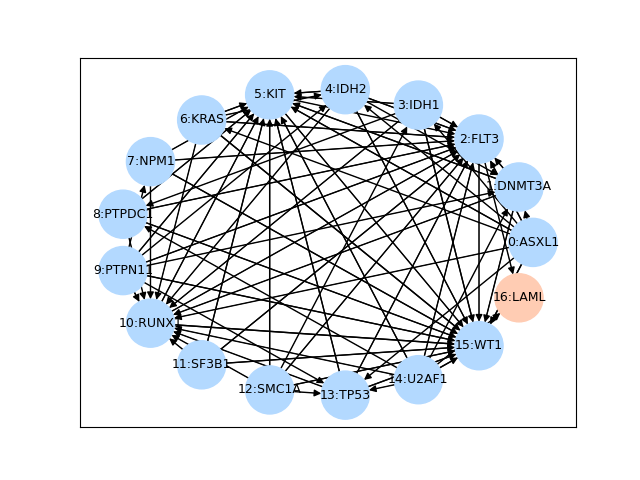 4:IDH2
5:KIT
3:IDH1
6:KRAS
2:FLT3
7:NPM1
1:DNMT3A
8:PTPDC1
0:ASXL1
9:PTPN11
16:LAML
10:RUNX
15:WT1
11:SF3B1
14:U2AF1
12:SMC1A
13:TP53